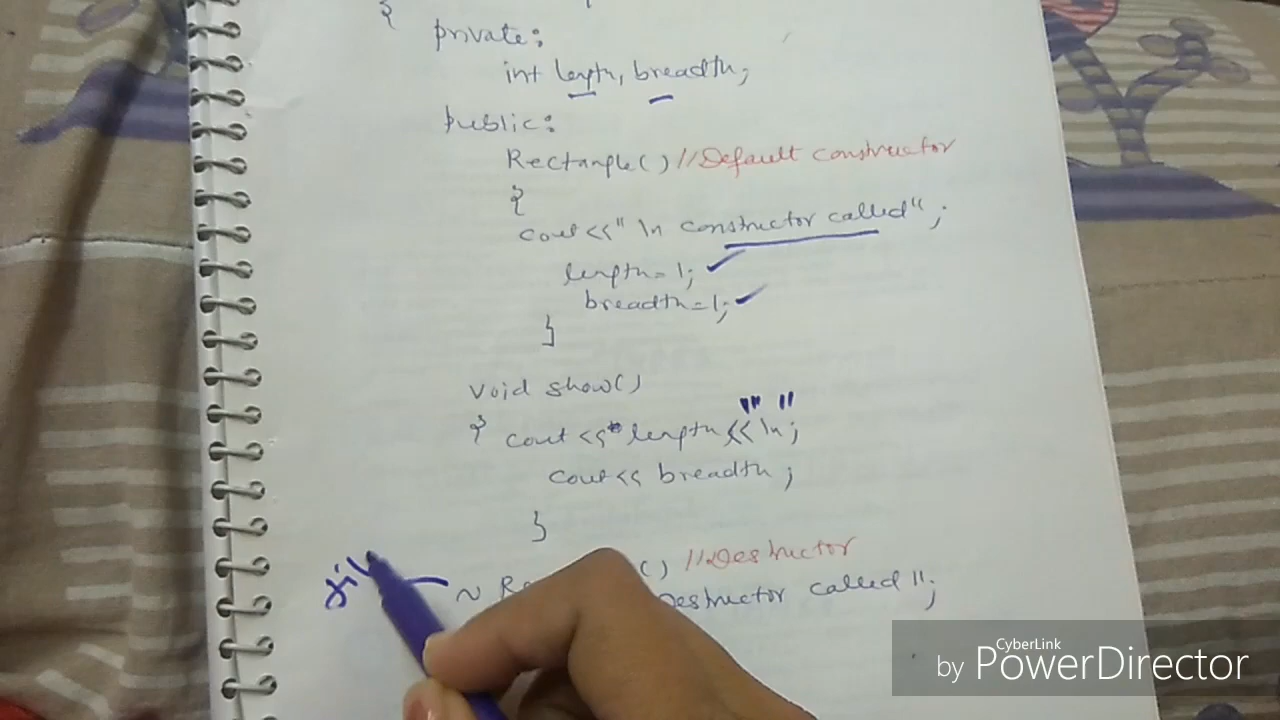 {
private:
int length, breadth;
public:
Rectangle() //Default constructor
{
cout<<"\n constructor called";
length=1;
breadth=1;
}
void show()
{ cout<< length <<"\n";
cout<< breadth;
}
~ () //Destructor
Destructor called";
CyberLink
by PowerDirector